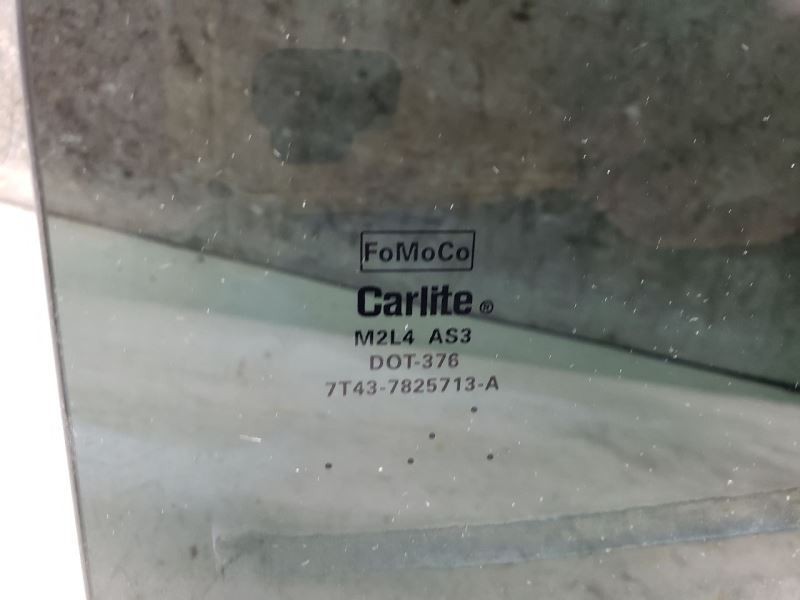 FoMoCo
Carlite®
M2L4 AS3
DOT-376
7T43-7825713-A